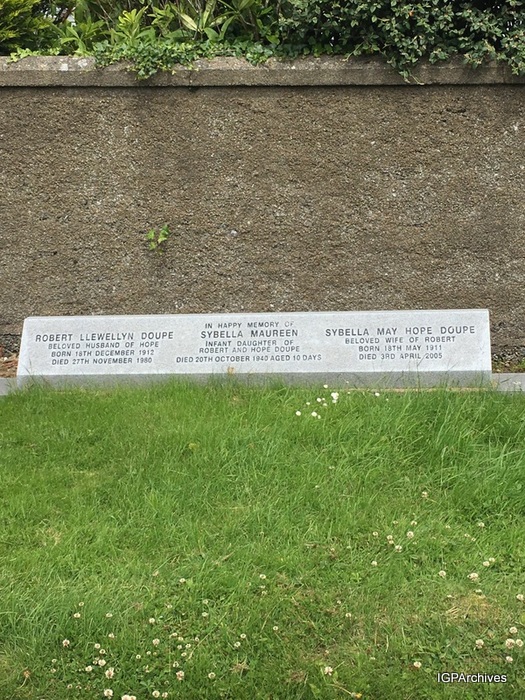 ROBERT LLEWELLYN DOUPE
BELOVED HUSBAND OF HOPE
BORN 18TH DECEMBER 1912
DIED 27TH NOVEMBER 1980
IN HAPPY MEMORY OF
SYBELLA MAUREEN
INFANT DAUGHTER OF
ROBERT AND HOPE DOUPE
DIED 20TH OCTOBER 1940 AGED 10 DAYS
SYBELLA MAY HOPE DOUPE
BELOVED WIFE OF ROBERT
BORN 18TH MAY 1911
DIED 3RD APRIL 2005
IGPArchives